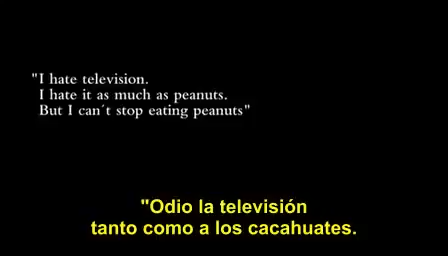 "I hate television.
I hate it as much as peanuts.
But I can´t stop eating peanuts"
"Odio la televisión
tanto como a los cacahuates.